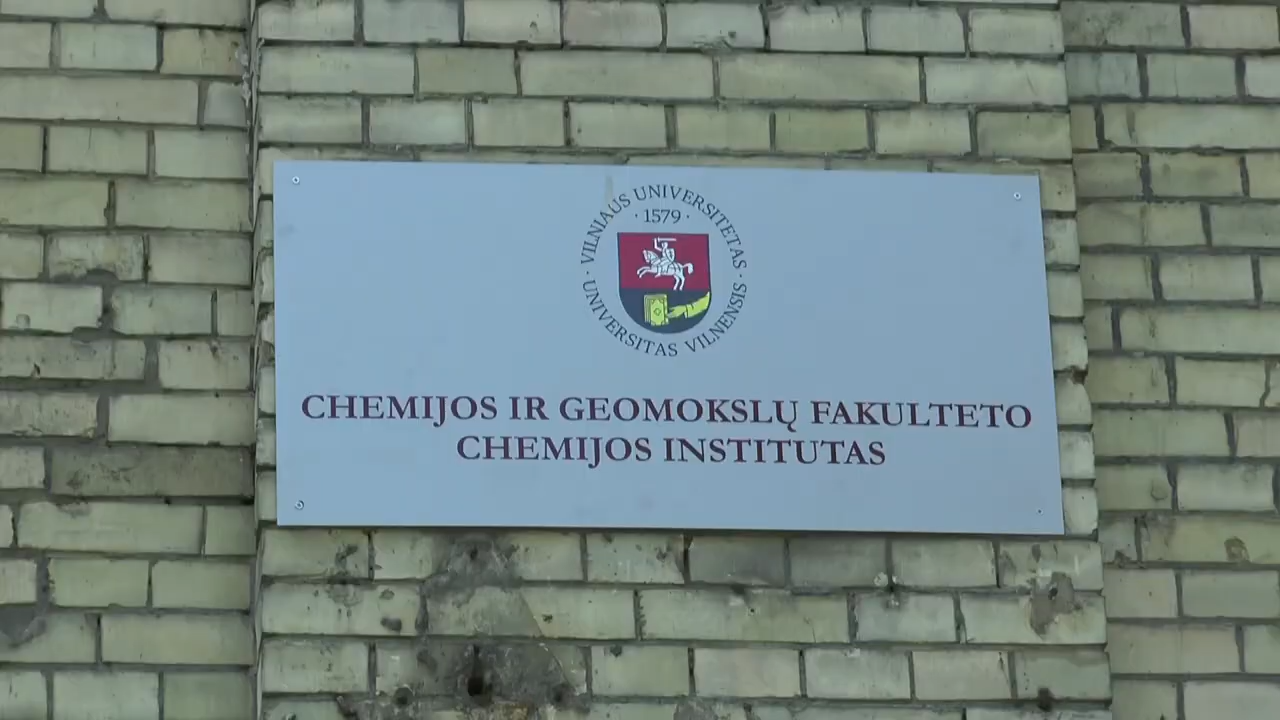 VILNIAUS UNIVERSITETAS
· 1579 ·
· UNIVERSITAS VILNENSIS ·
CHEMIJOS IR GEOMOKSLŲ FAKULTETO
CHEMIJOS INSTITUTAS